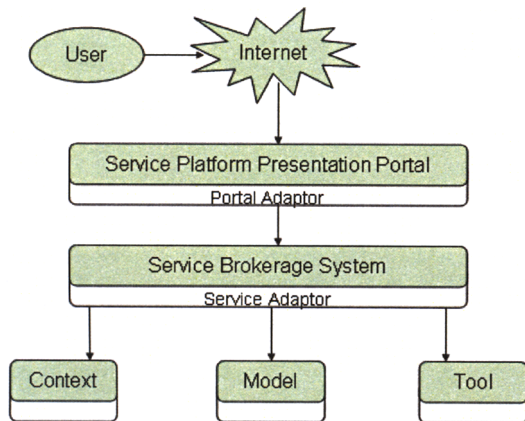 User
Internet
Service Platform Presentation Portal
Portal Adaptor
Service Brokerage System
Service Adaptor
Context
Model
Tool